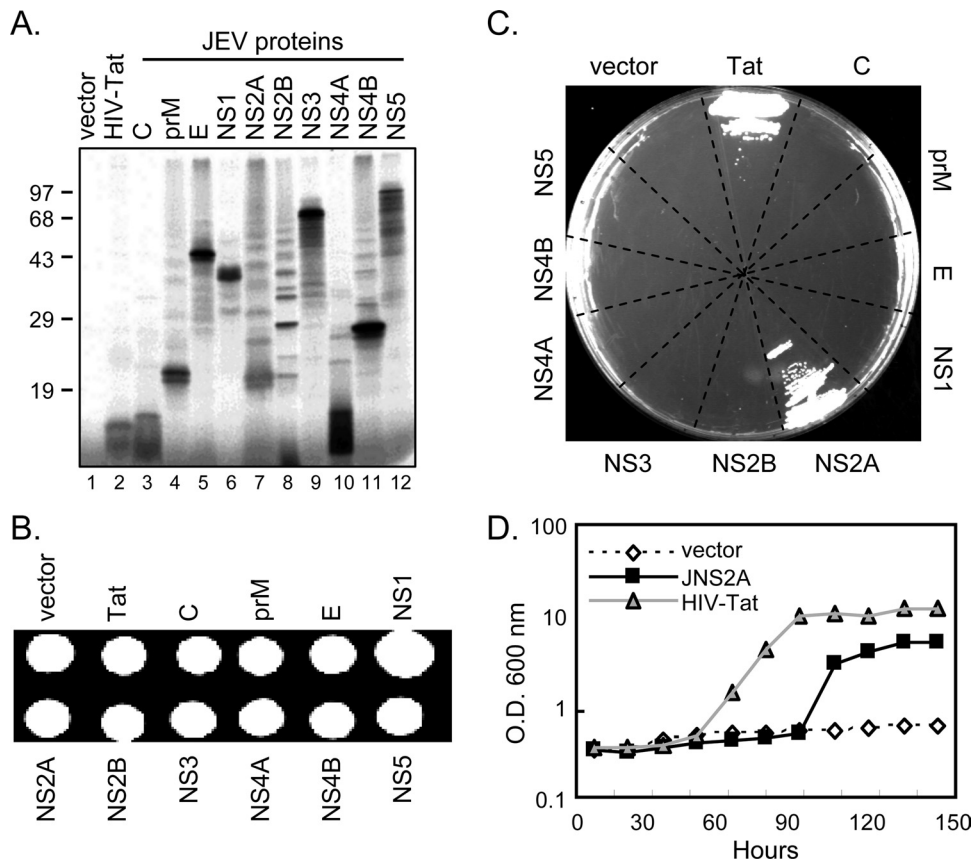 A.
JEV proteins
vector
HIV-Tat
C
prM
E
NS1
NS2A
NS2B
NS3
NS4A
NS4B
NS5
97
68
43
29
19
1 2 3 4 5 6 7 8 9 10 11 12
B.
vector Tat C prM E NS1
NS2A NS2B NS3 NS4A NS4B NS5
C.
vector Tat C
prM
E
NS1
NS2A
NS2B
NS3
NS4A
NS4B
NS5
D.
vector
JNS2A
HIV-Tat
O.D. 600 nm
100
10
1
0.1
0 30 60 90 120 150
Hours